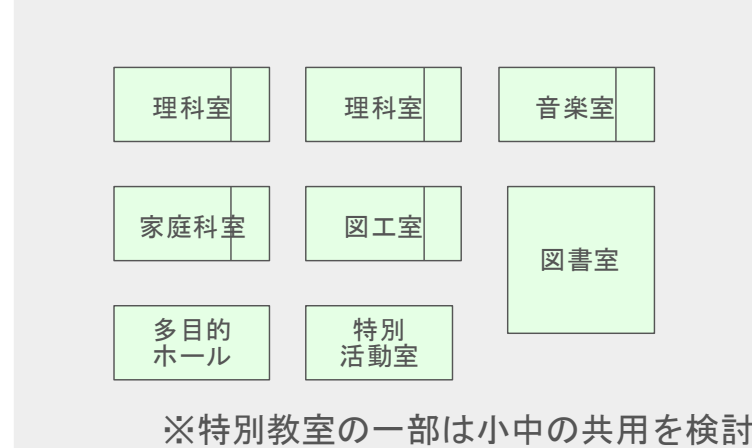 理科室
理科室
音楽室
家庭科室
図工室
図書室
多目的
ホール
特別
活動室
※特別教室の一部は小中の共用を検討